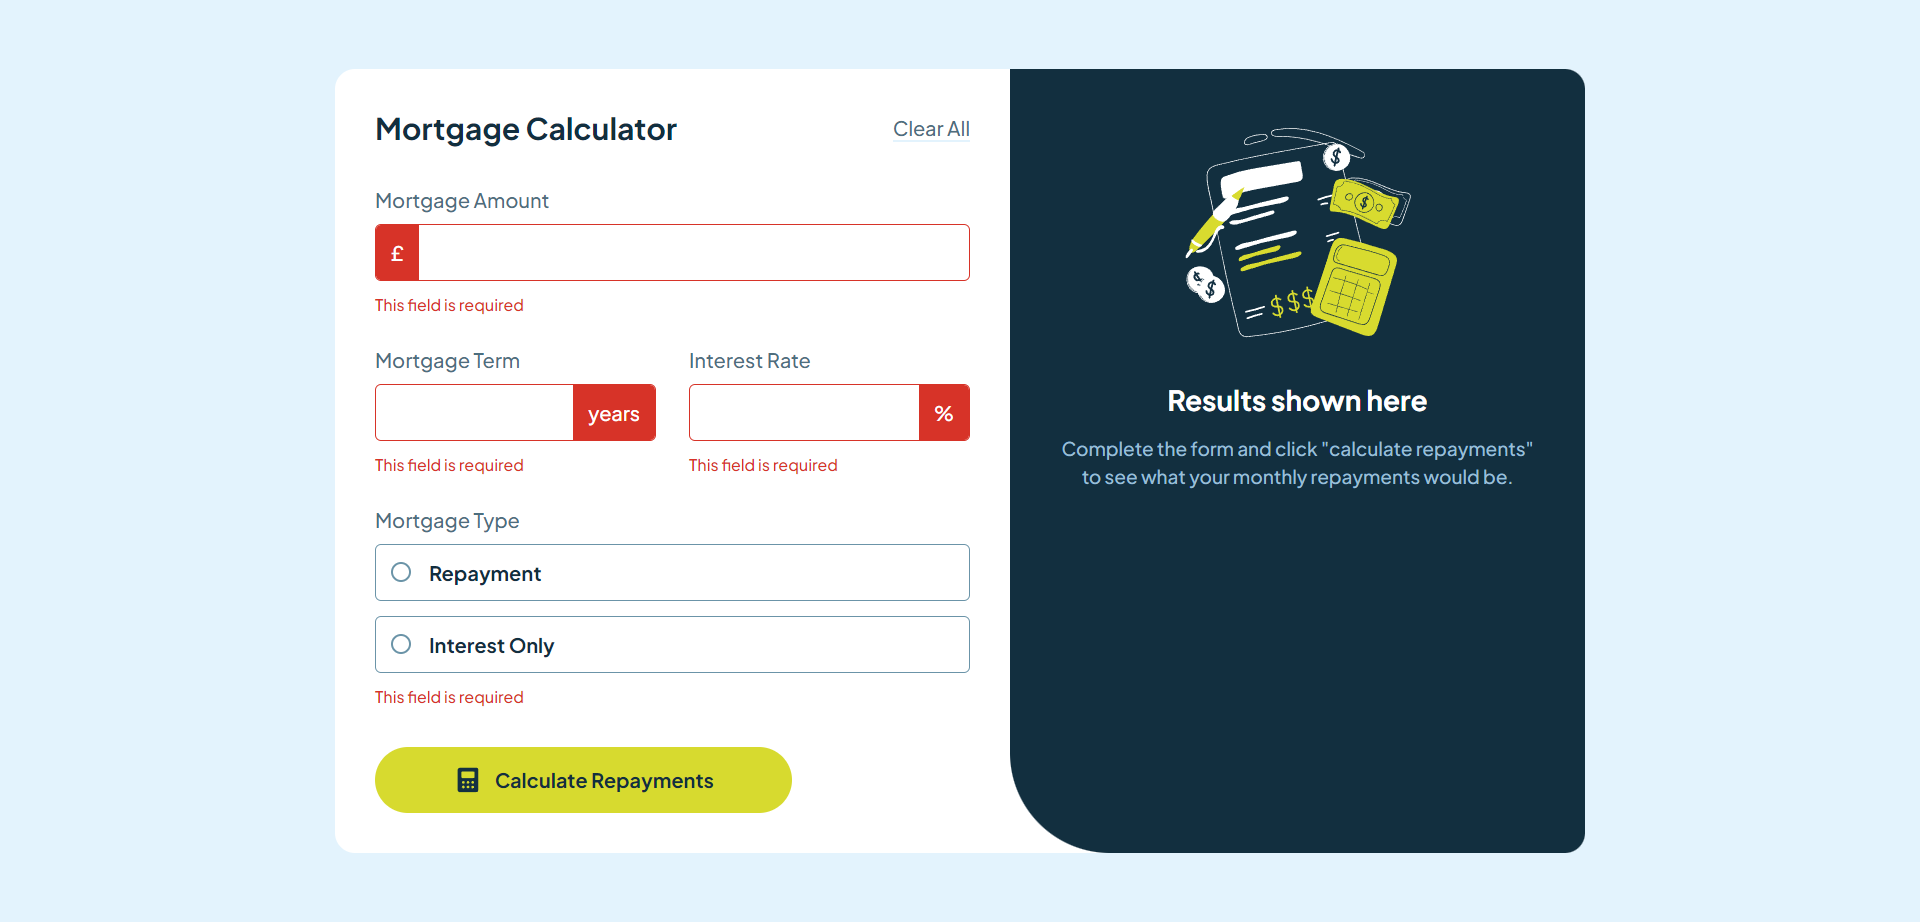 Mortgage Calculator
Clear All
Mortgage Amount
£
This field is required
Mortgage Term
Interest Rate
years
%
This field is required
This field is required
Mortgage Type
Repayment
Interest Only
This field is required
Calculate Repayments
$
$
$
$
$$$
Results shown here
Complete the form and click "calculate repayments"
to see what your monthly repayments would be.